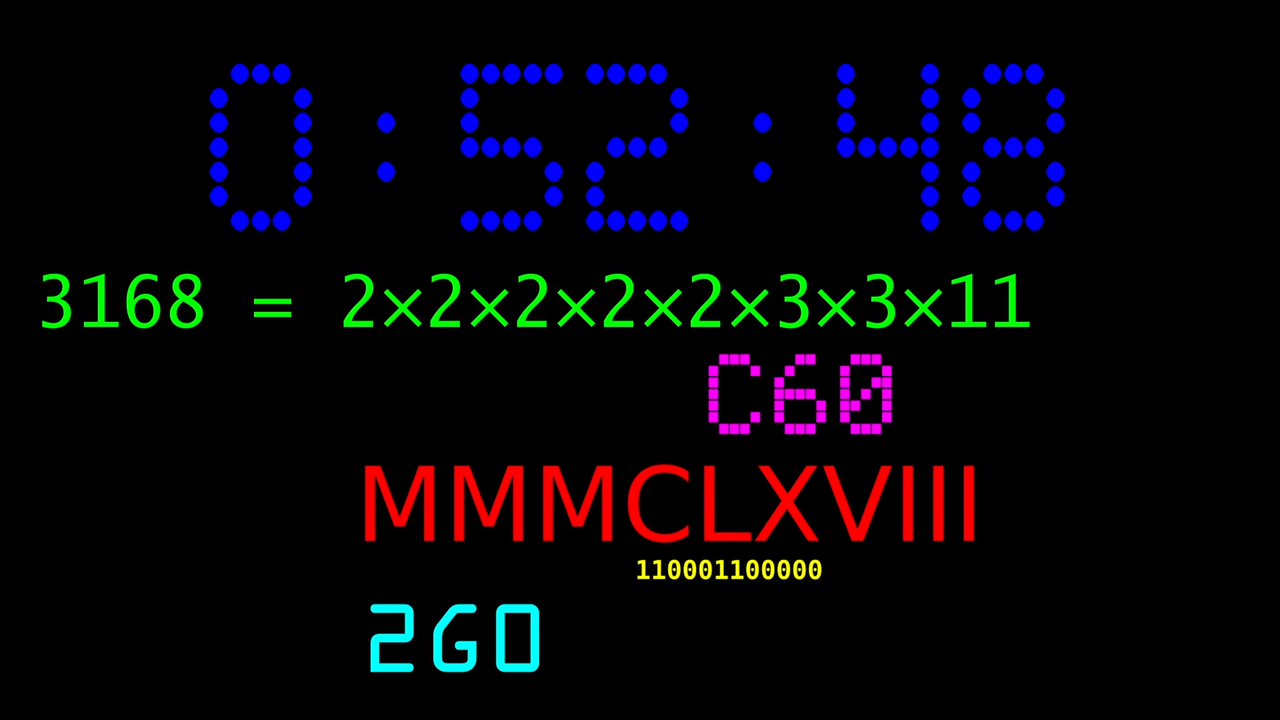 0:52:48
3168 = 2×2×2×2×2×3×3×11
C60
MMMCLXVIII
110001100000
2G0